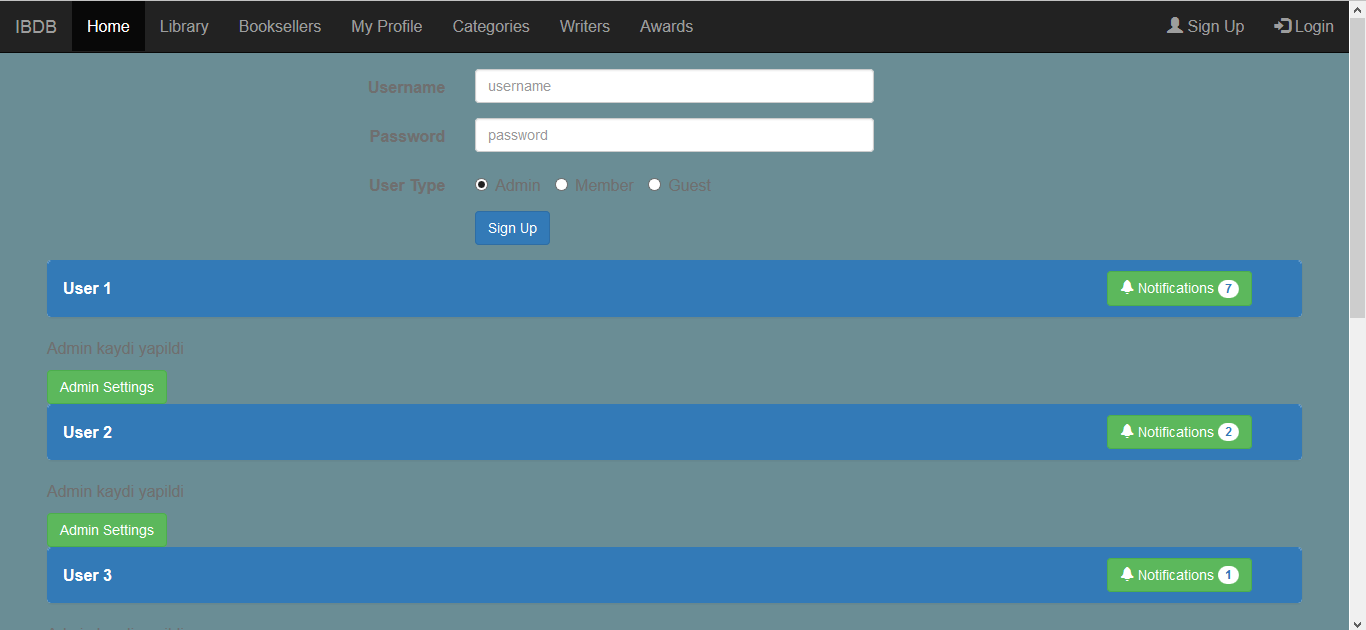 IBDB Home Library Booksellers My Profile Categories Writers Awards Sign Up Login
Username username
Password password
User Type Admin Member Guest
Sign Up
User 1 Notifications 7
Admin kaydi yapildi
Admin Settings
User 2 Notifications 2
Admin kaydi yapildi
Admin Settings
User 3 Notifications 1